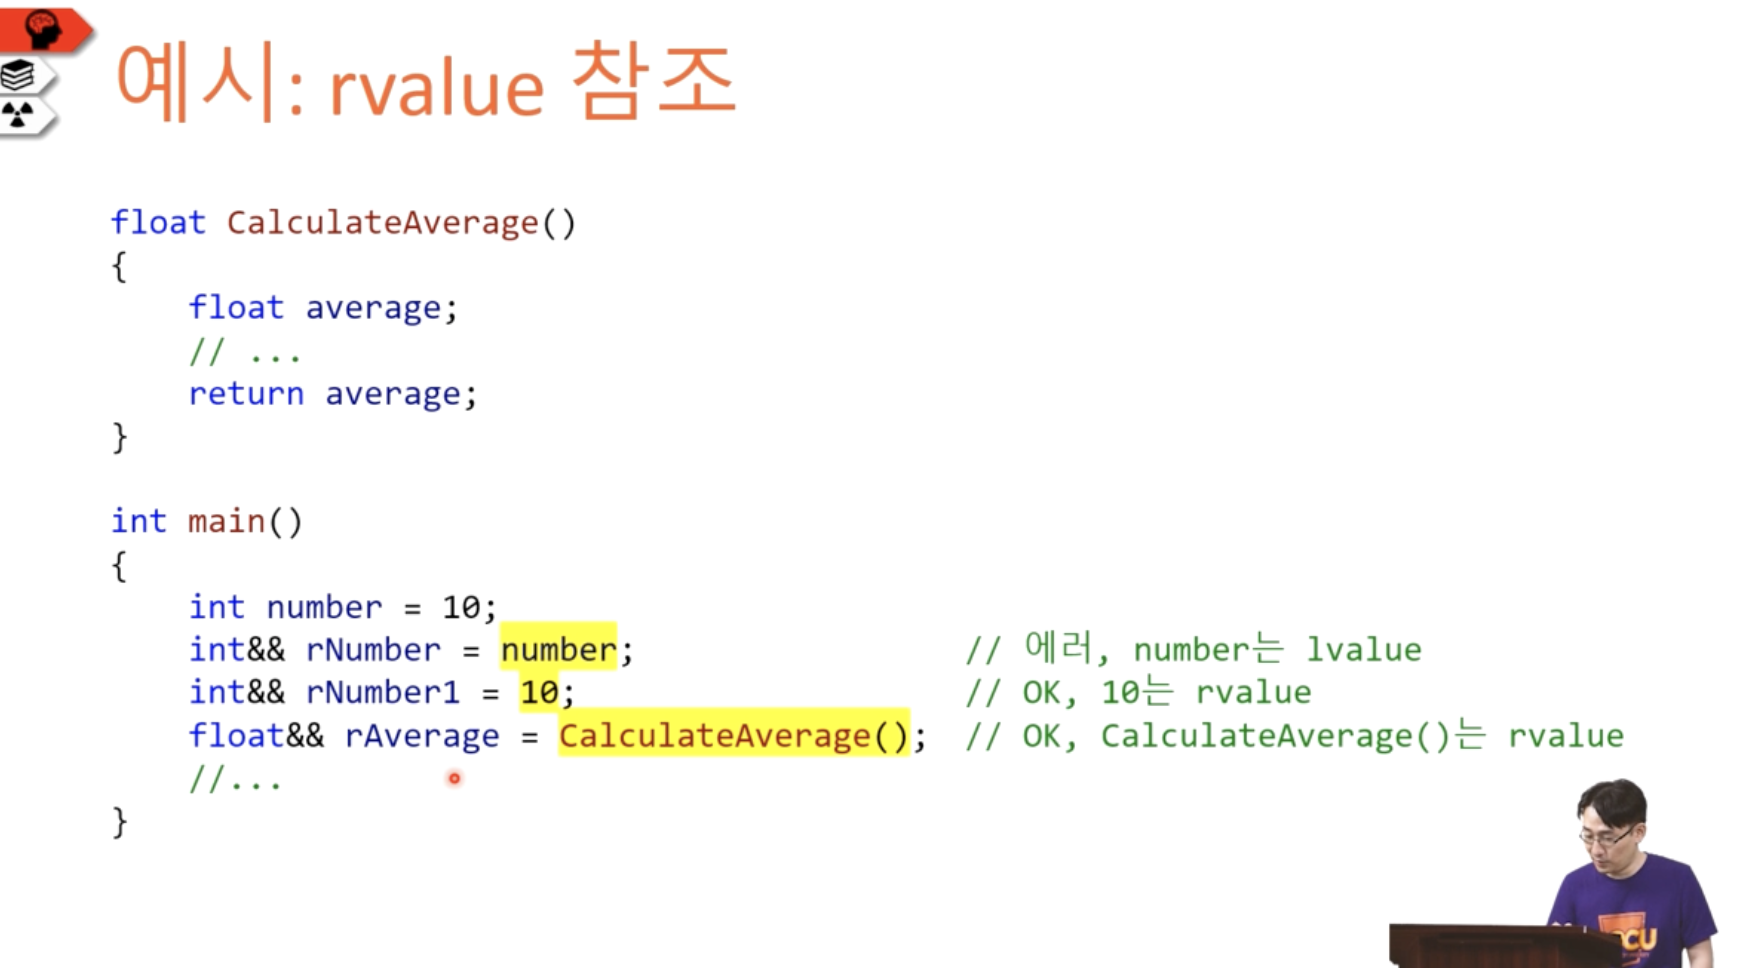 예시: rvalue 참조
float CalculateAverage()
{
    float average;
    // ...
    return average;
}
int main()
{
    int number = 10;
    int&& rNumber = number;                // 에러, number는 lvalue
    int&& rNumber1 = 10;                   // OK, 10는 rvalue
    float&& rAverage = CalculateAverage(); // OK, CalculateAverage()는 rvalue
    //...
}